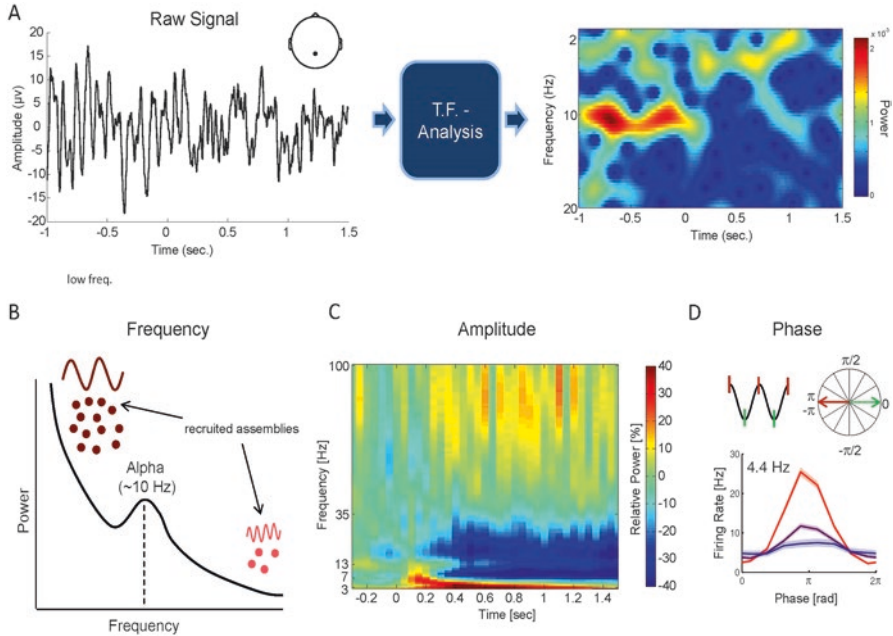 A
Raw Signal
Amplitude (μv)
20
15
10
5
0
-5
-10
-15
-20
-1
-0.5
0
0.5
1
1.5
Time (sec.)
low freq.
T.F. -
Analysis
Frequency (Hz)
2
10
20
-1
-0.5
0
0.5
1
1.5
Time (sec.)
x 10⁵
2
1
0
Power
B
Frequency
recruited assemblies
Alpha
(~10 Hz)
Power
Frequency
C
Amplitude
Frequency [Hz]
100
35
13
7
3
-0.2
0
0.2
0.4
0.6
0.8
1
1.2
1.4
Time [sec]
Relative Power [%]
40
30
20
10
0
-10
-20
-30
-40
D
Phase
π/2
π
-π
0
-π/2
4.4 Hz
Firing Rate [Hz]
30
20
10
0
0
π
2π
Phase [rad]